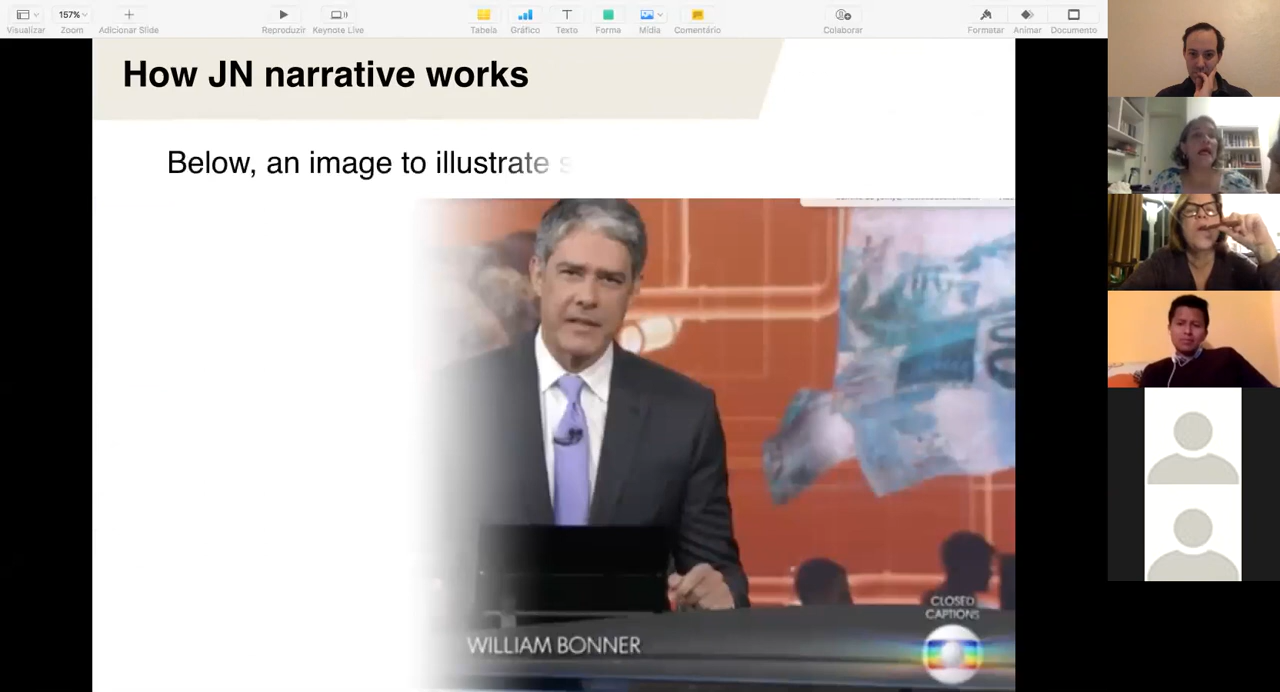 157%
Visualizar
Zoom
Adicionar Slide
Reproduzir
Keynote Live
Tabela
Gráfico
Texto
Forma
Mídia
Comentário
Colaborar
Formatar
Animar
Documento
How JN narrative works
Below, an image to illustrate
CLOSED
CAPTIONS
WILLIAM BONNER